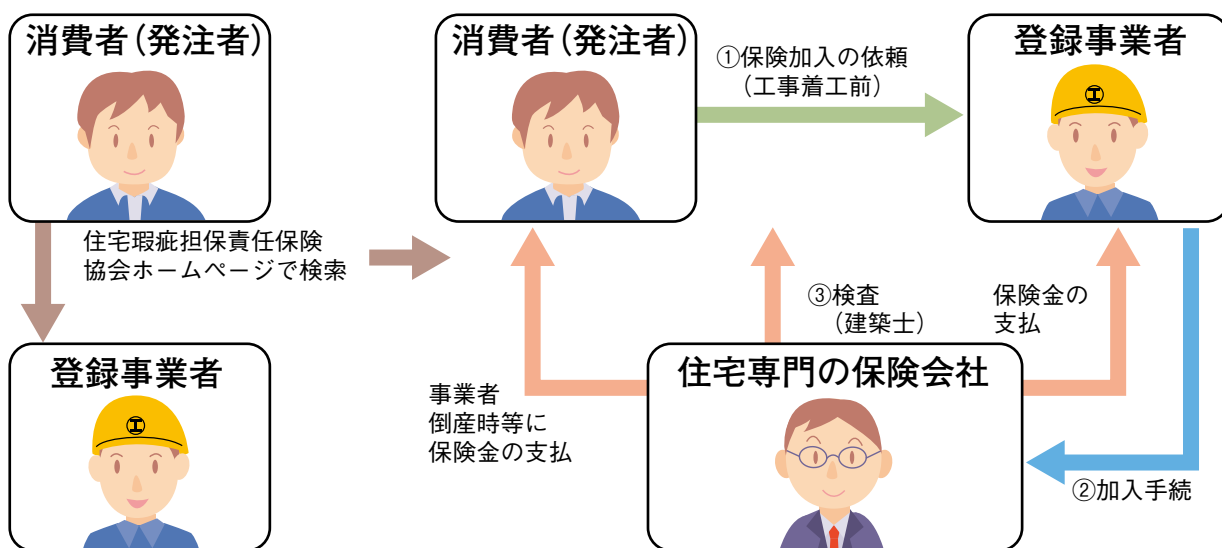 消費者（発注者）
住宅瑕疵担保責任保険
協会ホームページで検索
登録事業者
工
消費者（発注者）
①保険加入の依頼
（工事着工前）
登録事業者
工
事業者
倒産時等に
保険金の支払
③検査
（建築士）
保険金の
支払
住宅専門の保険会社
②加入手続